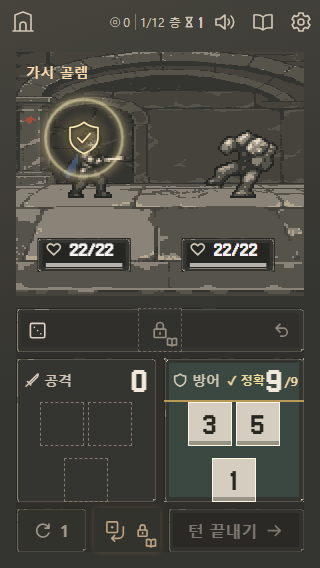 0 1/12 층 1
가시 골렘
22/22 22/22
공격 0 방어 ✓ 정확 9/9
3 5
1
1 턴 끝내기 →